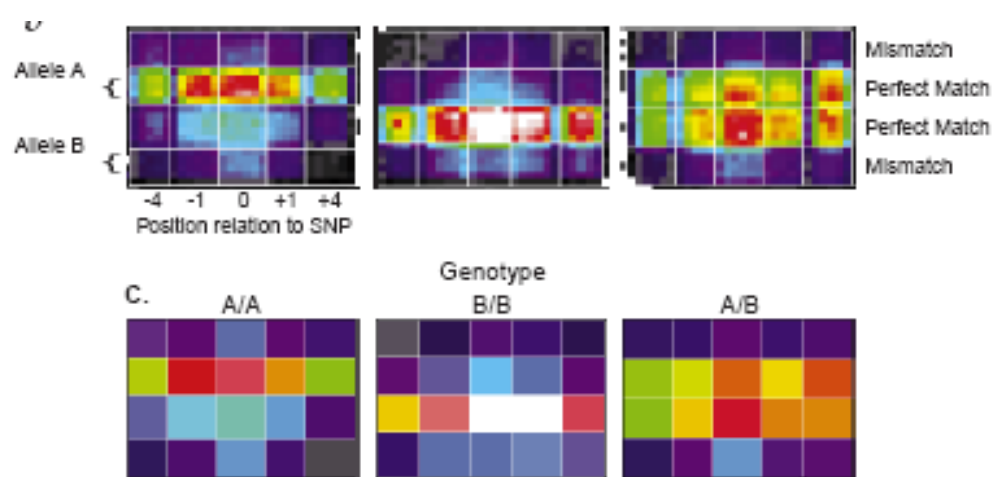 Allele A
Allele B
Mismatch
Perfect Match
Perfect Match
Mismatch
-4 -1 0 +1 +4
Position relation to SNP
Genotype
C.
A/A B/B A/B